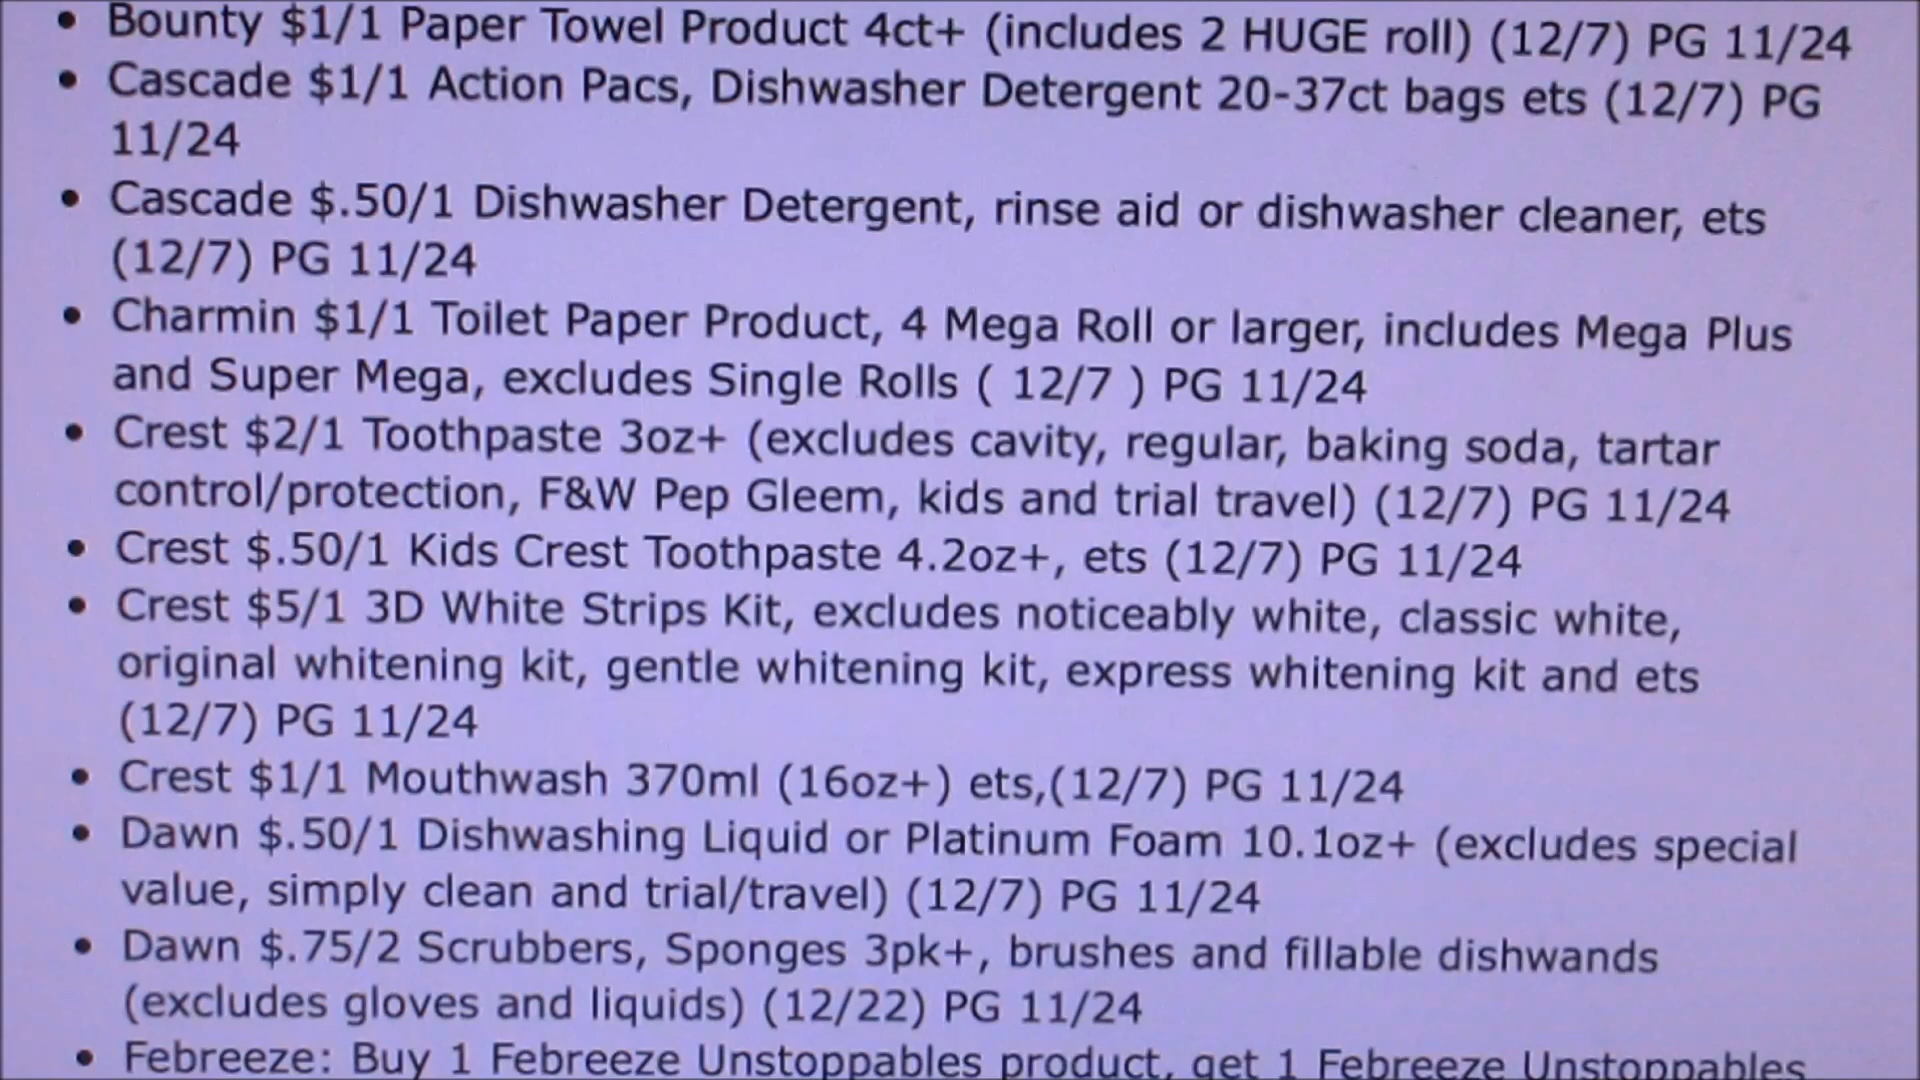 • Bounty $1/1 Paper Towel Product 4ct+ (includes 2 HUGE roll) (12/7) PG 11/24
• Cascade $1/1 Action Pacs, Dishwasher Detergent 20-37ct bags ets (12/7) PG
11/24
• Cascade $.50/1 Dishwasher Detergent, rinse aid or dishwasher cleaner, ets
(12/7) PG 11/24
• Charmin $1/1 Toilet Paper Product, 4 Mega Roll or larger, includes Mega Plus
and Super Mega, excludes Single Rolls ( 12/7 ) PG 11/24
• Crest $2/1 Toothpaste 3oz+ (excludes cavity, regular, baking soda, tartar
control/protection, F&W Pep Gleem, kids and trial travel) (12/7) PG 11/24
• Crest $.50/1 Kids Crest Toothpaste 4.2oz+, ets (12/7) PG 11/24
• Crest $5/1 3D White Strips Kit, excludes noticeably white, classic white,
original whitening kit, gentle whitening kit, express whitening kit and ets
(12/7) PG 11/24
• Crest $1/1 Mouthwash 370ml (16oz+) ets,(12/7) PG 11/24
• Dawn $.50/1 Dishwashing Liquid or Platinum Foam 10.1oz+ (excludes special
value, simply clean and trial/travel) (12/7) PG 11/24
• Dawn $.75/2 Scrubbers, Sponges 3pk+, brushes and fillable dishwands
(excludes gloves and liquids) (12/22) PG 11/24
• Febreeze: Buy 1 Febreeze Unstoppables product, get 1 Febreeze Unstoppables